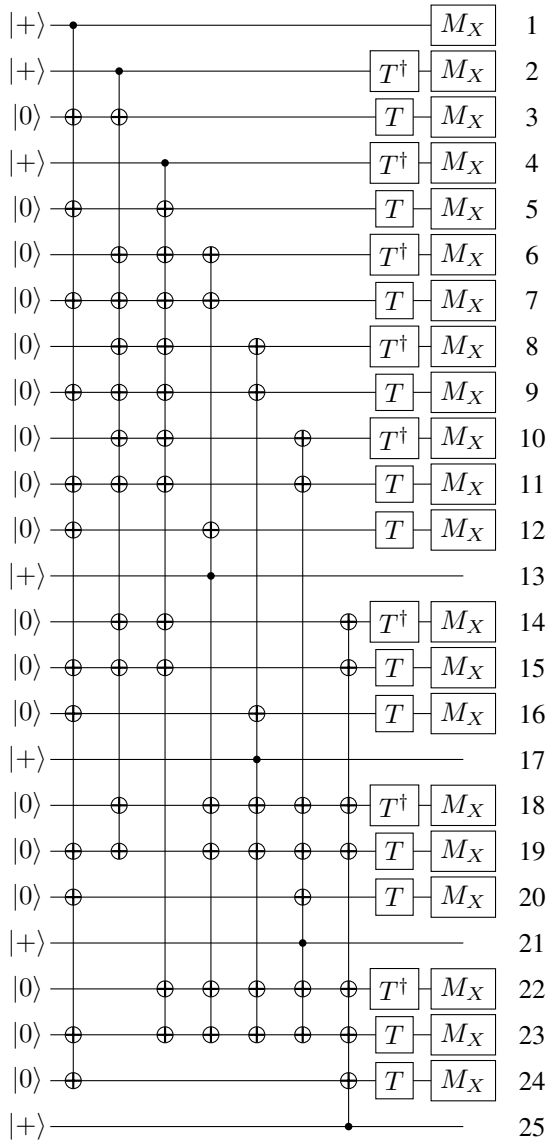 |+⟩ M_X 1
|+⟩ T† M_X 2
|0⟩ T M_X 3
|+⟩ T† M_X 4
|0⟩ T M_X 5
|0⟩ T† M_X 6
|0⟩ T M_X 7
|0⟩ T† M_X 8
|0⟩ T M_X 9
|0⟩ T† M_X 10
|0⟩ T M_X 11
|0⟩ T M_X 12
|+⟩ 13
|0⟩ T† M_X 14
|0⟩ T M_X 15
|0⟩ T M_X 16
|+⟩ 17
|0⟩ T† M_X 18
|0⟩ T M_X 19
|0⟩ T M_X 20
|+⟩ 21
|0⟩ T† M_X 22
|0⟩ T M_X 23
|0⟩ T M_X 24
|+⟩ 25